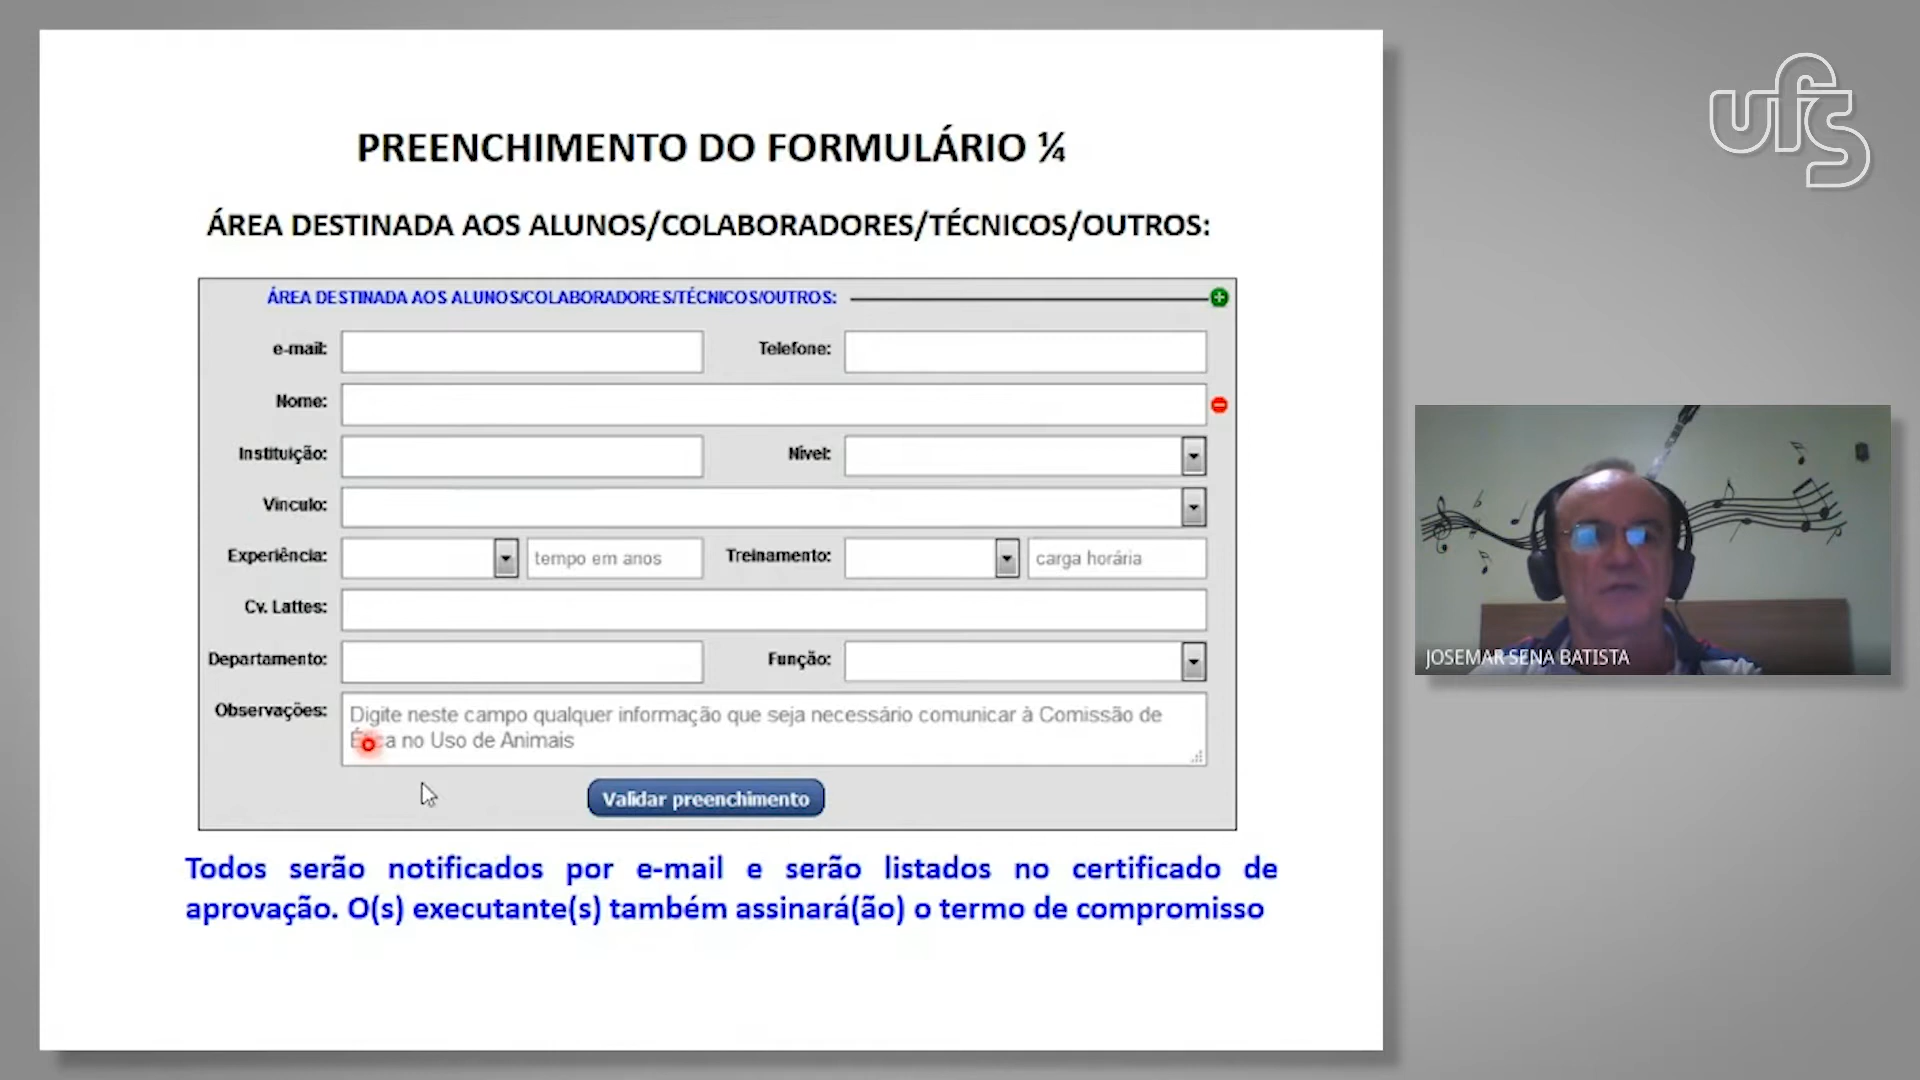 ufs
PREENCHIMENTO DO FORMULÁRIO ¼
ÁREA DESTINADA AOS ALUNOS/COLABORADORES/TÉCNICOS/OUTROS:
ÁREA DESTINADA AOS ALUNOS/COLABORADORES/TÉCNICOS/OUTROS:
e-mail: Telefone:
Nome:
Instituição: Nível:
Vinculo:
Experiência: tempo em anos Treinamento: carga horária
Cv. Lattes:
Departamento: Função:
Observações: Digite neste campo qualquer informação que seja necessário comunicar à Comissão de
Ética no Uso de Animais
Validar preenchimento
Todos serão notificados por e-mail e serão listados no certificado de
aprovação. O(s) executante(s) também assinará(ão) o termo de compromisso
JOSEMAR SENA BATISTA